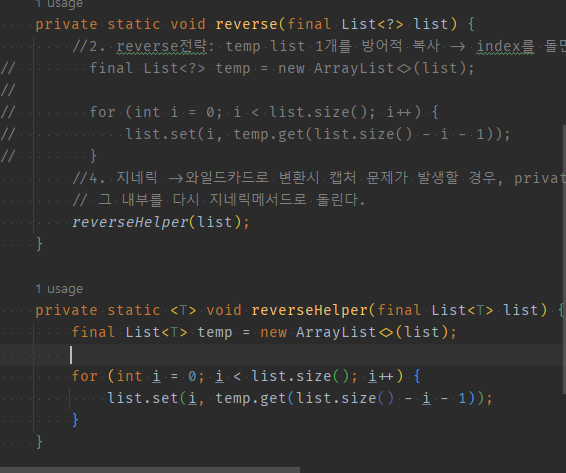 1 usage
private static void reverse(final List<?> list) {
//2. reverse전략: temp list 1개를 방어적 복사 -> index를
// final List<?> temp = new ArrayList<>(list);
//
// for (int i = 0; i < list.size(); i++) {
// list.set(i, temp.get(list.size() - i - 1));
// }
//4. 지네릭 ->와일드카드로 변환시 캡처 문제가 발생할 경우,
// 그 내부를 다시 지네릭메서드로 돌린다.
reverseHelper(list);
}
1 usage
private static <T> void reverseHelper(final List<T> list) {
final List<T> temp = new ArrayList<>(list);
for (int i = 0; i < list.size(); i++) {
list.set(i, temp.get(list.size() - i - 1));
}
}